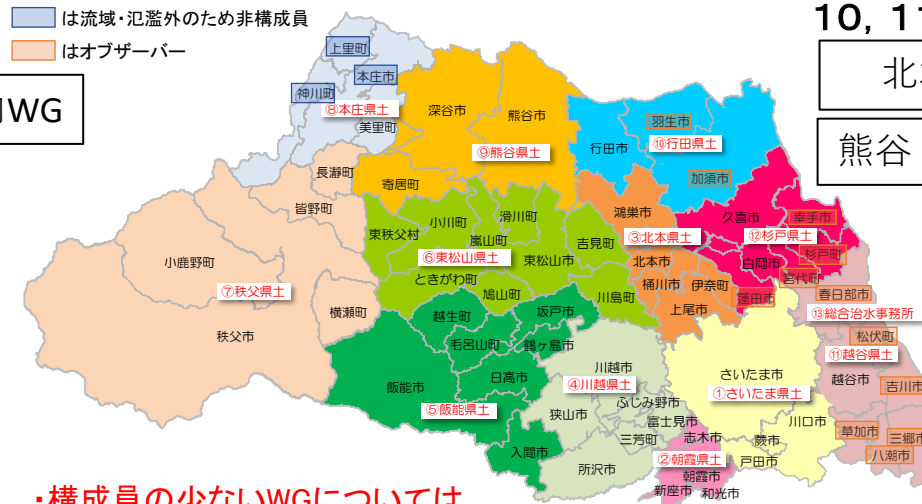 は流域・氾濫外のため非構成員
はオブザーバー
WG
10, 11
北
熊谷
上里町
本庄市
神川町
⑧本庄県土
美里町
深谷市
熊谷市
⑨熊谷県土
寄居町
長瀞町
皆野町
小鹿野町
⑦秩父県土
秩父市
横瀬町
羽生市
行田市
⑩行田県土
加須市
東秩父村
小川町
滑川町
嵐山町
⑥東松山県土
東松山市
吉見町
ときがわ町
鳩山町
川島町
鴻巣市
③北本県土
北本市
桶川市
伊奈町
上尾市
久喜市
幸手市
⑫杉戸県土
杉戸町
白岡市
宮代町
蓮田市
春日部市
⑬総合治水事務所
松伏町
⑪越谷県土
越谷市
吉川市
草加市
三郷市
八潮市
越生町
坂戸市
毛呂山町
鶴ヶ島市
日高市
飯能市
⑤飯能県土
入間市
川越市
④川越県土
ふじみ野市
狭山市
富士見市
三芳町
所沢市
さいたま市
①さいたま県土
川口市
蕨市
戸田市
志木市
②朝霞県土
朝霞市
新座市
和光市
・構成員の少ないWGについては